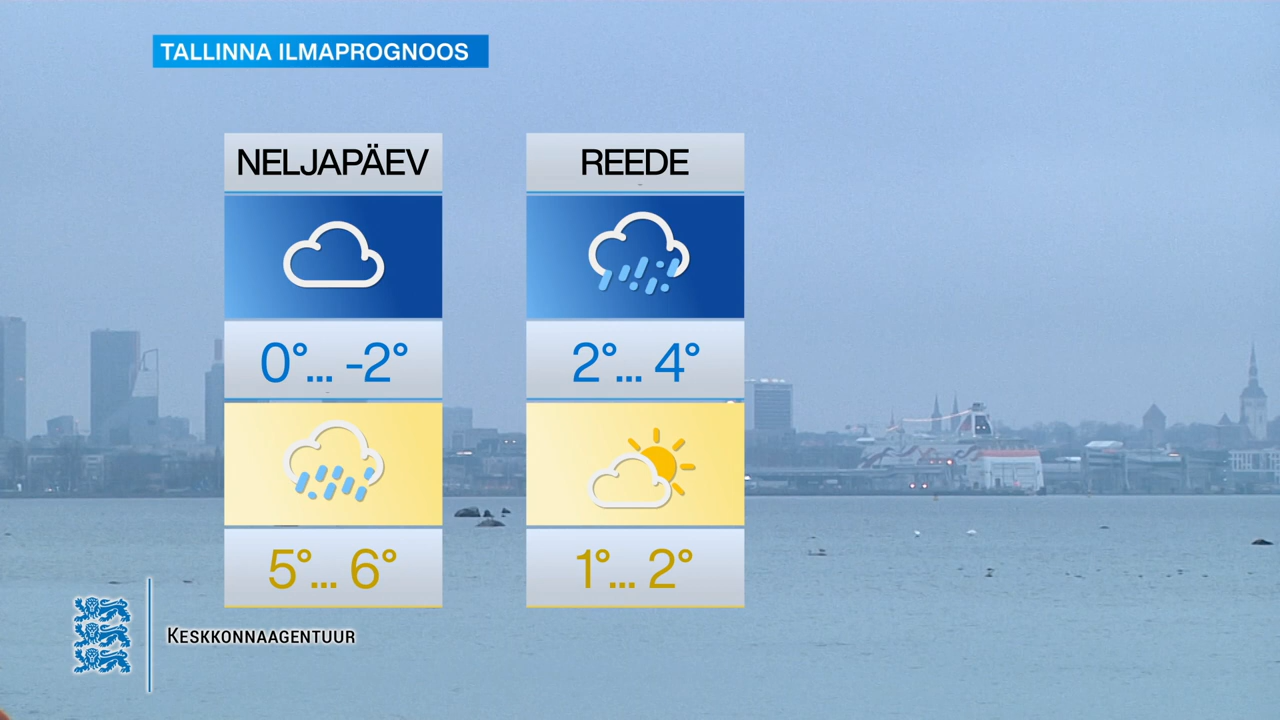 TALLINNA ILMAPROGNOOS
NELJAPÄEV
0°... -2°
5°... 6°
REEDE
2°... 4°
1°... 2°
KESKKONNAAGENTUUR